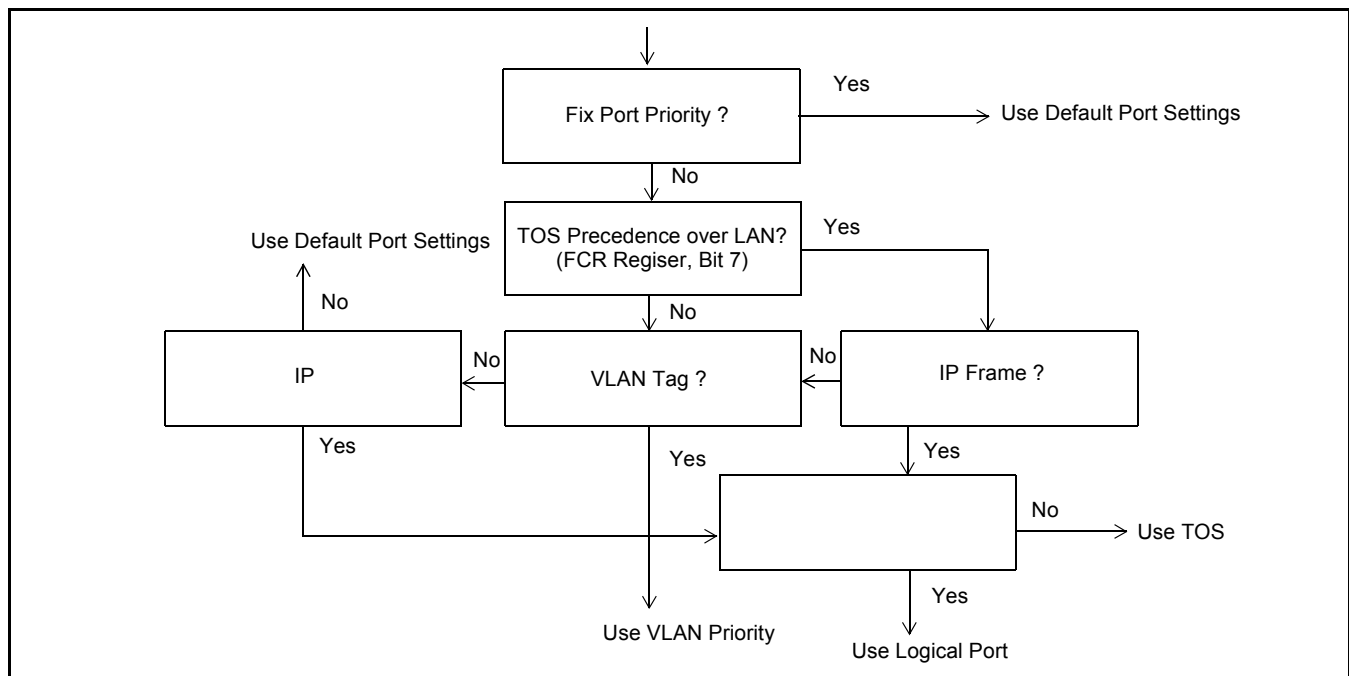 Yes
Fix Port Priority ?
Use Default Port Settings
No
TOS Precedence over LAN?
(FCR Regiser, Bit 7)
Yes
Use Default Port Settings
No
No
IP
No
VLAN Tag ?
No
IP Frame ?
Yes
Yes
Yes
No
Use TOS
Yes
Use VLAN Priority
Use Logical Port